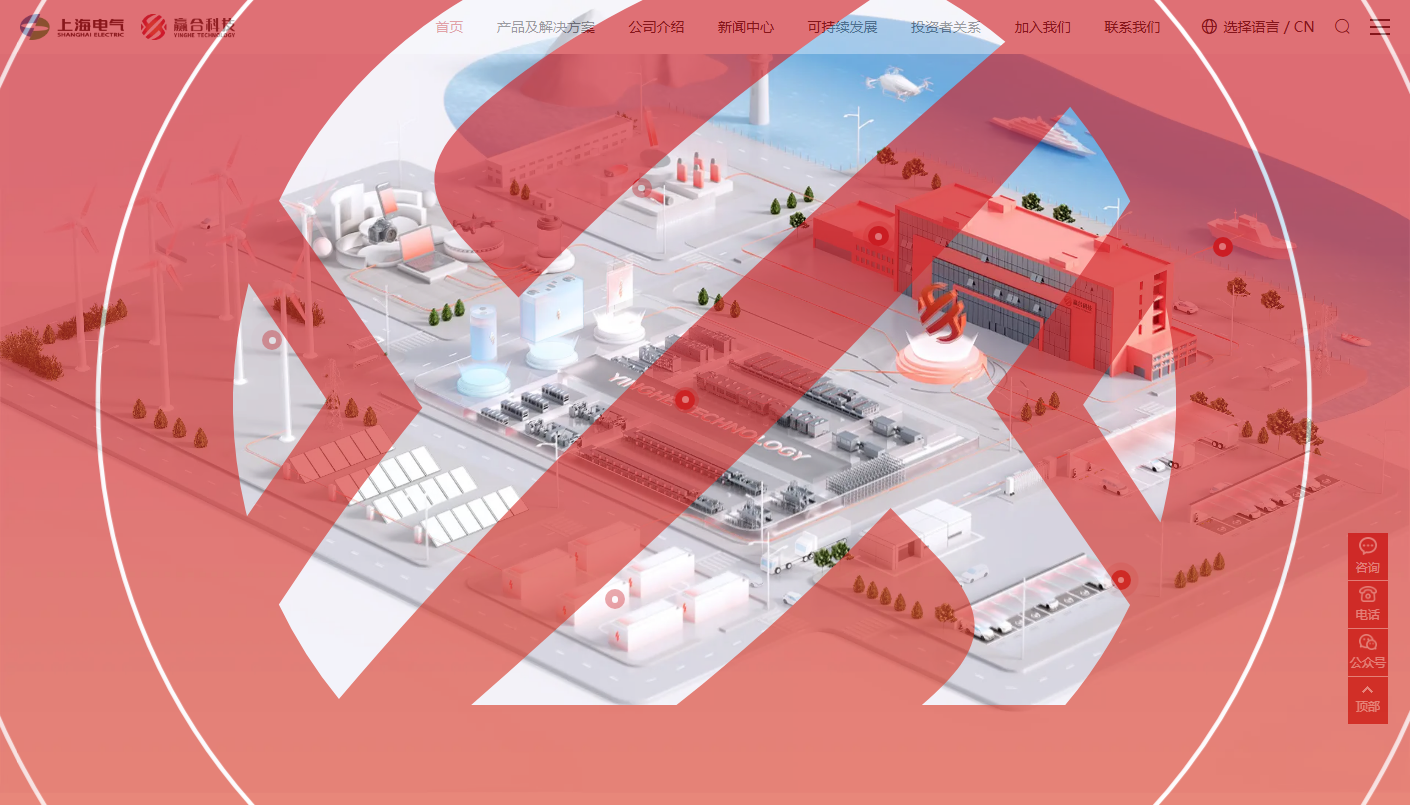 上海电气 SHANGHAI ELECTRIC
赢合科技 YINGHE TECHNOLOGY
首页 产品及解决方案 公司介绍 新闻中心 可持续发展 投资者关系 加入我们 联系我们 选择语言 / CN
YINGHE TECHNOLOGY
咨询
电话
公众号
顶部